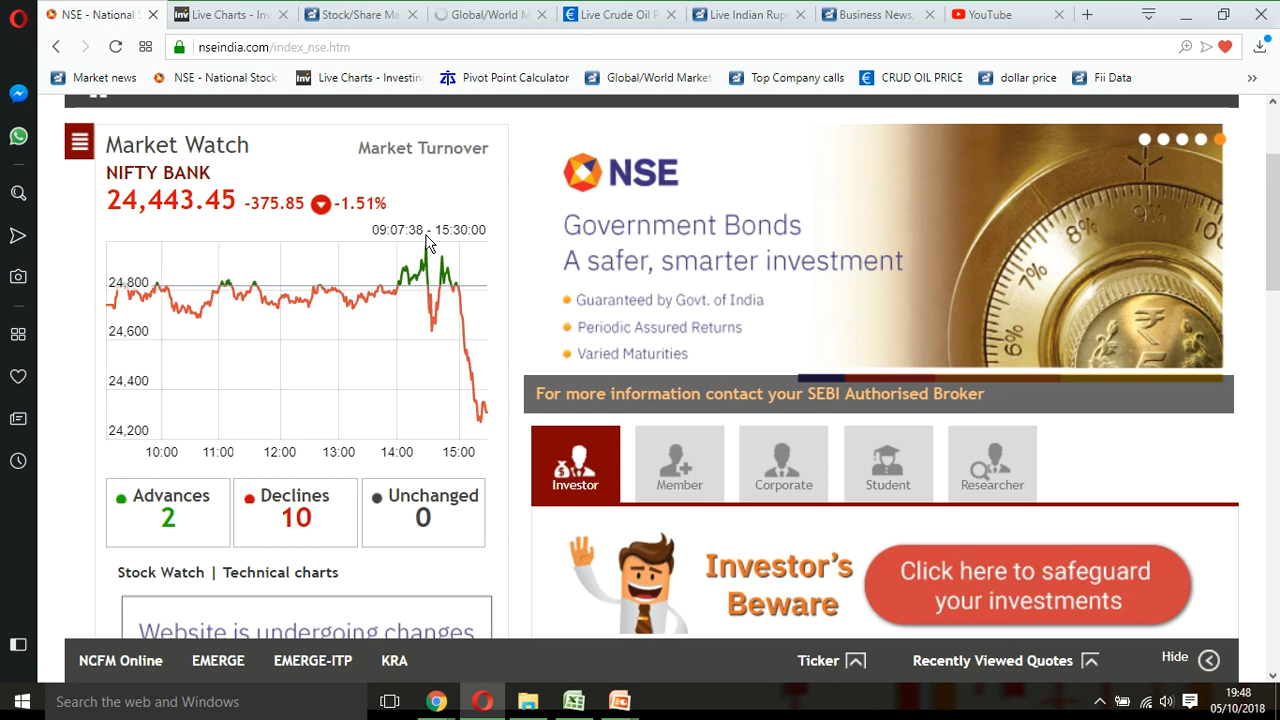 NSE - National S
Live Charts - Inv
Stock/Share Ma
Global/World M
Live Crude Oil P
Live Indian Rup
Business News,
YouTube
nseindia.com/index_nse.htm
Market news
NSE - National Stock
Live Charts - Investin
Pivot Point Calculator
Global/World Market
Top Company calls
CRUD OIL PRICE
dollar price
Fii Data
Market Watch
Market Turnover
NIFTY BANK
24,443.45 -375.85 -1.51%
09:07:38 - 15:30:00
24,800
24,600
24,400
24,200
10:00 11:00 12:00 13:00 14:00 15:00
Advances
2
Declines
10
Unchanged
0
Stock Watch | Technical charts
Website is undergoing changes
NSE
Government Bonds
A safer, smarter investment
Guaranteed by Govt. of India
Periodic Assured Returns
Varied Maturities
6%
7%
8%
9%
10%
₹
5
For more information contact your SEBI Authorised Broker
Investor
Member
Corporate
Student
Researcher
Investor's
Beware
Click here to safeguard
your investments
NCFM Online
EMERGE
EMERGE-ITP
KRA
Ticker
Recently Viewed Quotes
Hide
Search the web and Windows
19:48
05/10/2018